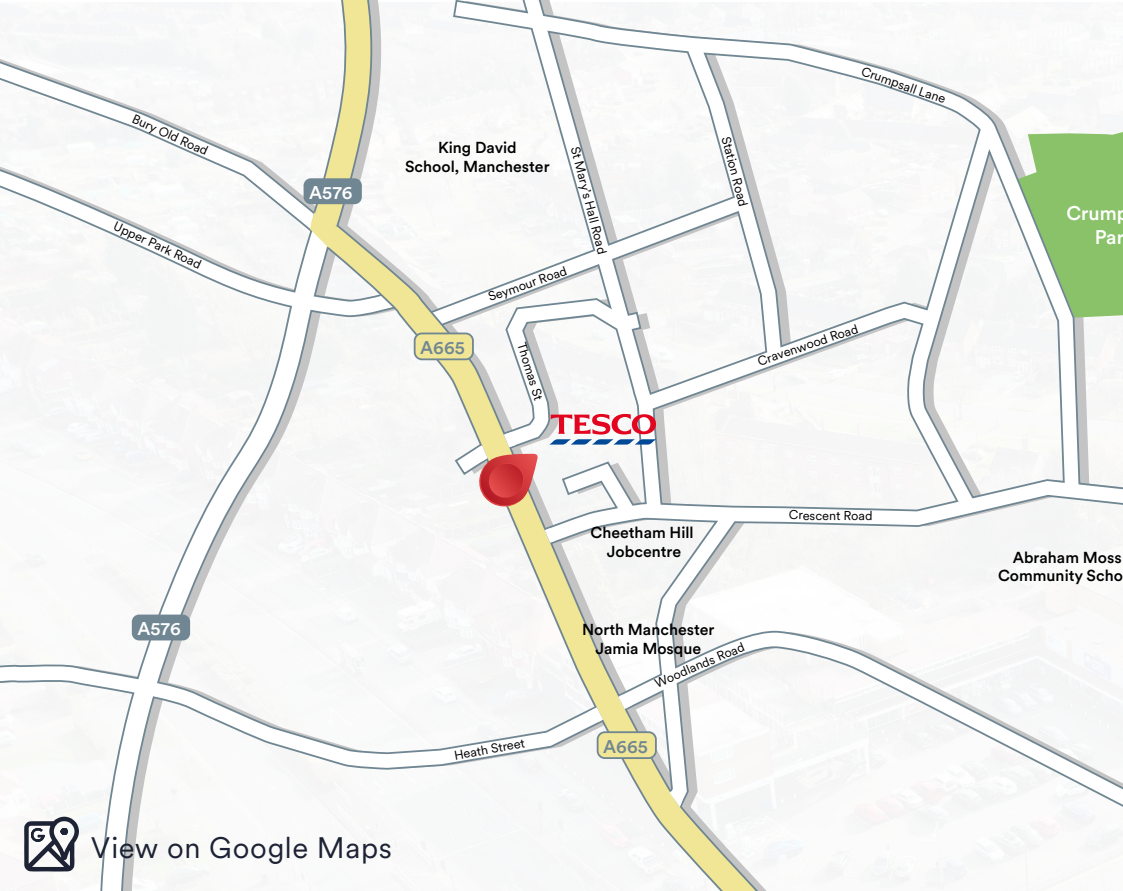 Crumpsall Lane
Bury Old Road
King David
School, Manchester
Station Road
St Mary's Hall Road
A576
Crump
Par
Upper Park Road
Seymour Road
A665
Thomas St
Cravenwood Road
TESCO
Crescent Road
Cheetham Hill
Jobcentre
Abraham Moss
Community Scho
A576
North Manchester
Jamia Mosque
Woodlands Road
Heath Street
A665
G
View on Google Maps